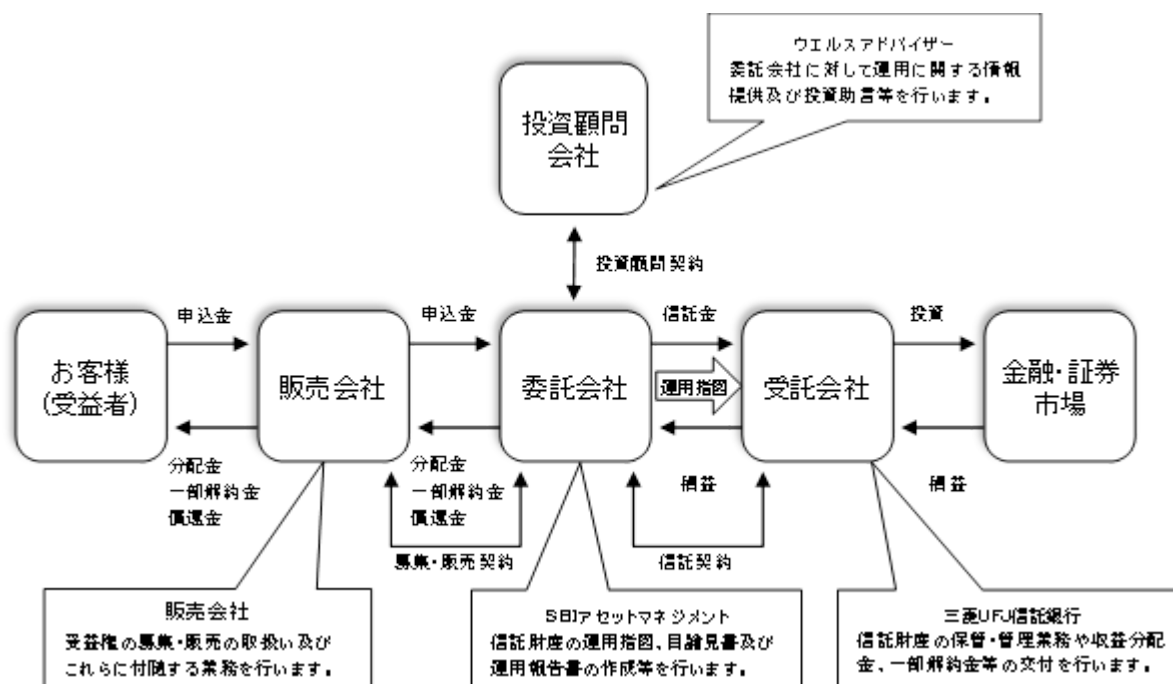 ウエルスアドバイザー
委託会社に対して運用に関する情報
提供及び投資助言等を行います。
投資顧問
会社
投資顧問契約
申込金
申込金
信託金
投資
お客様
(受益者)
販売会社
委託会社
運用指図
受託会社
金融・証券
市場
分配金
一部解約金
償還金
分配金
一部解約金
償還金
損益
損益
募集・販売契約
信託契約
販売会社
受益権の募集・販売の取扱い及び
これらに付随する業務を行います。
SBIアセットマネジメント
信託財産の運用指図、目論見書及び
運用報告書の作成等を行います。
三菱UFJ信託銀行
信託財産の保管・管理業務や収益分配
金、一部解約金等の交付を行います。